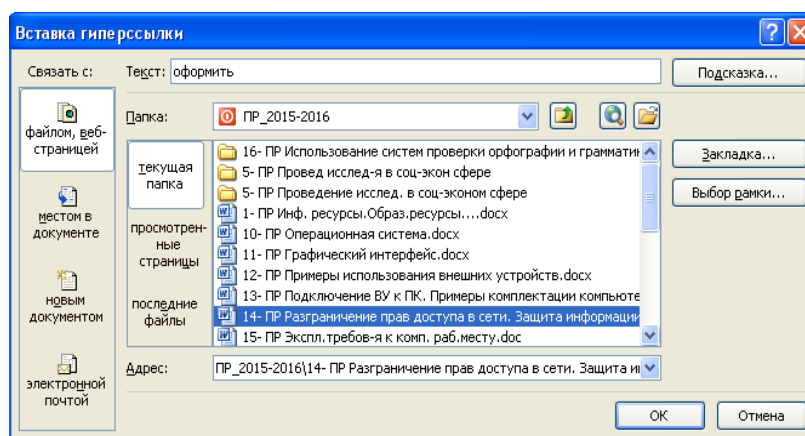 Вставка гиперссылки
Связать с:
Текст: оформить
Подсказка...
файлом, веб-
страницей
Папка: ПР_2015-2016
текущая
папка
16- ПР Использование систем проверки орфографии и граммати
5- ПР Провед исслед-я в соц-экон сфере
5- ПР Проведение исслед. в соц-эконом сфере
1- ПР Инф. ресурсы.Образ.ресурсы....docx
10- ПР Операционная система.docx
11- ПР Графический интерфейс.docx
12- ПР Примеры использования внешних устройств.docx
13- ПР Подключение ВУ к ПК. Примеры комплектации компьюте
14- ПР Разграничение прав доступа в сети. Защита информации
15- ПР Экспл.требов-я к комп. раб.месту.doc
Закладка...
Выбор рамки...
местом в
документе
просмотрен-
ные
страницы
новым
документом
последние
файлы
электронной
почтой
Адрес: ПР_2015-2016\14- ПР Разграничение прав доступа в сети. Защита и
ОК
Отмена